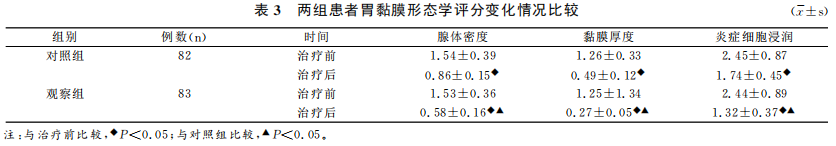 表 3 两组患者胃黏膜形态学评分变化情况比较 (x̄±s)
组别 例数(n) 时间 腺体密度 黏膜厚度 炎症细胞浸润
对照组 82 治疗前 1.54±0.39 1.26±0.33 2.45±0.87
治疗后 0.86±0.15◆ 0.49±0.12◆ 1.74±0.45◆
观察组 83 治疗前 1.53±0.36 1.25±1.34 2.44±0.89
治疗后 0.58±0.16◆▲ 0.27±0.05◆▲ 1.32±0.37◆▲
注:与治疗前比较,◆P<0.05;与对照组比较,▲P<0.05。